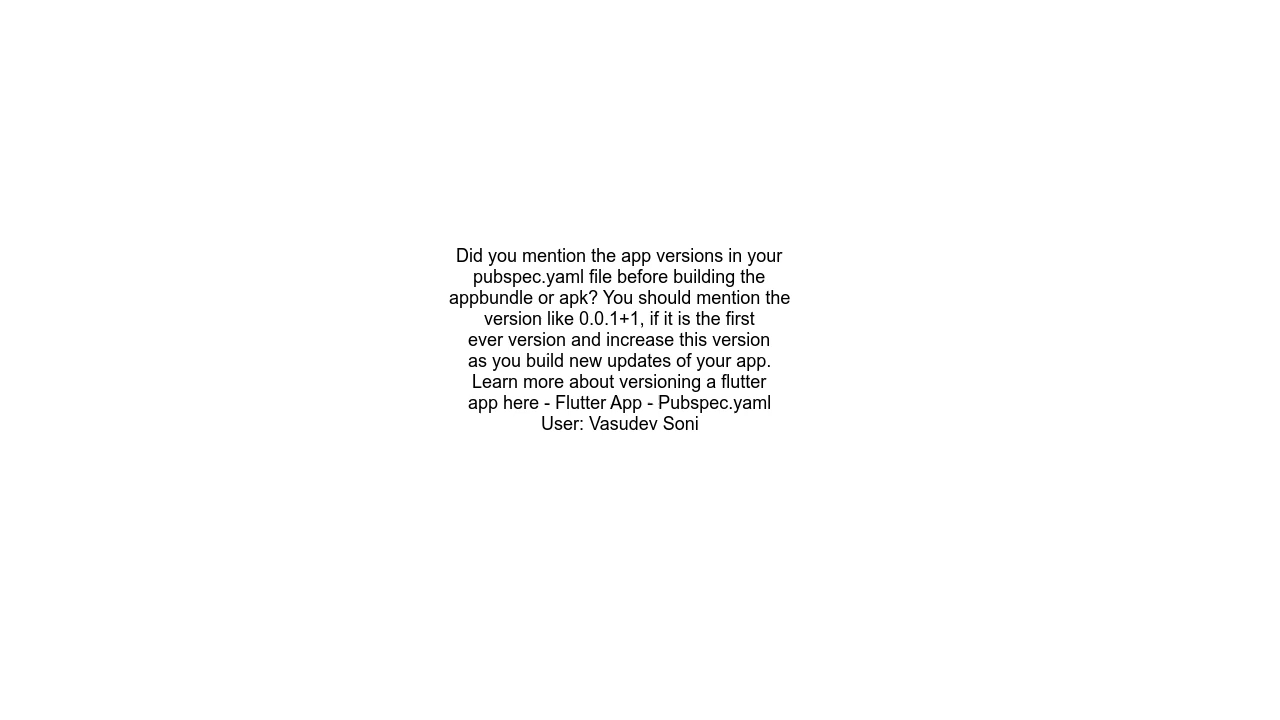 Did you mention the app versions in your
pubspec.yaml file before building the
appbundle or apk? You should mention the
version like 0.0.1+1, if it is the first
ever version and increase this version
as you build new updates of your app.
Learn more about versioning a flutter
app here - Flutter App - Pubspec.yaml
User: Vasudev Soni